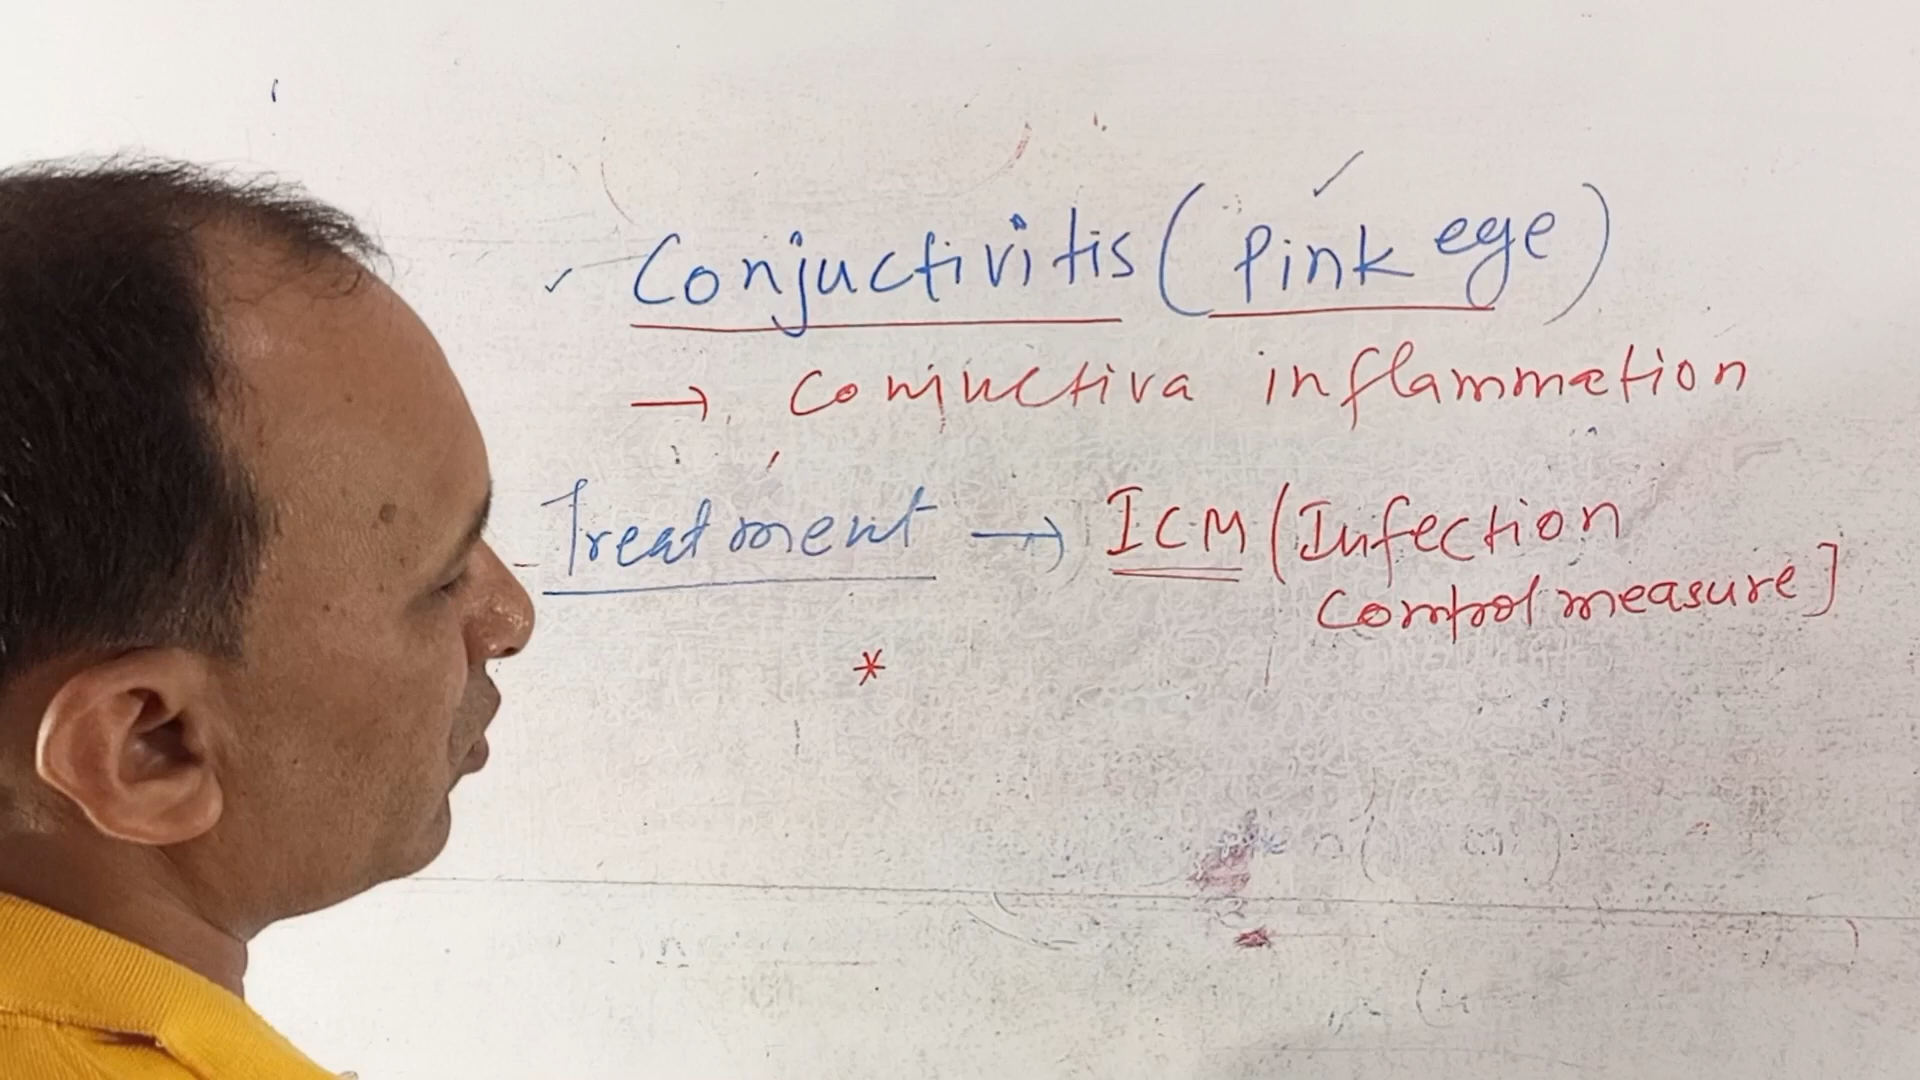 Conjuctivitis (Pink eye)
→ Conjuctiva inflammation
Treatment → ICM (Infection
Control measure]
*